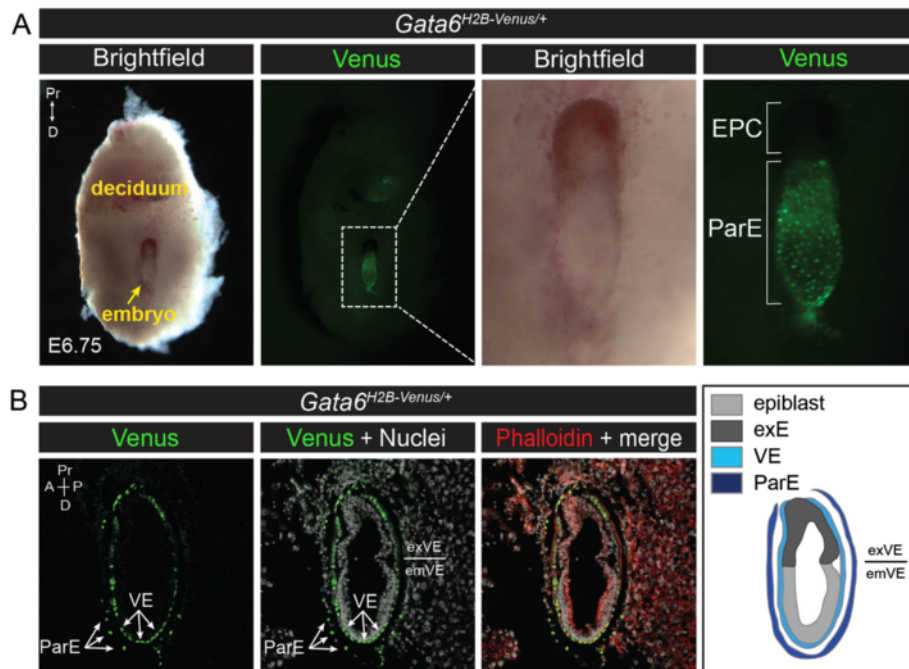 A
Gata6H2B-Venus/+
Brightfield
Venus
Brightfield
Venus
Pr
D
deciduum
embryo
E6.75
EPC
ParE
B
Gata6H2B-Venus/+
Venus
Venus + Nuclei
Phalloidin + merge
Pr
A P
D
VE
ParE
exVE
emVE
VE
ParE
epiblast
exE
VE
ParE
exVE
emVE